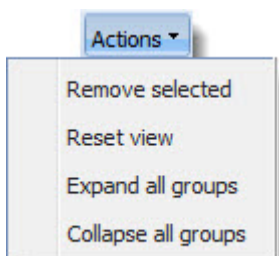 Actions
Remove selected
Reset view
Expand all groups
Collapse all groups